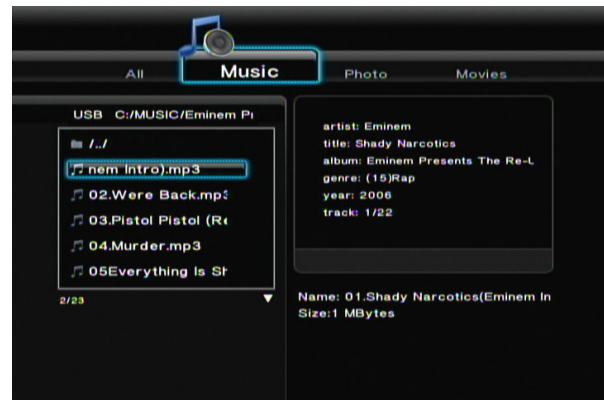 All Music Photo Movies
USB C:/MUSIC/Eminem Pr
/../
nem Intro).mp3
02.Were Back.mp3
03.Pistol Pistol (Re
04.Murder.mp3
05Everything Is Sh
2/23
artist: Eminem
title: Shady Narcotics
album: Eminem Presents The Re-L
genre: (15)Rap
year: 2006
track: 1/22
Name: 01.Shady Narcotics(Eminem In
Size:1 MBytes